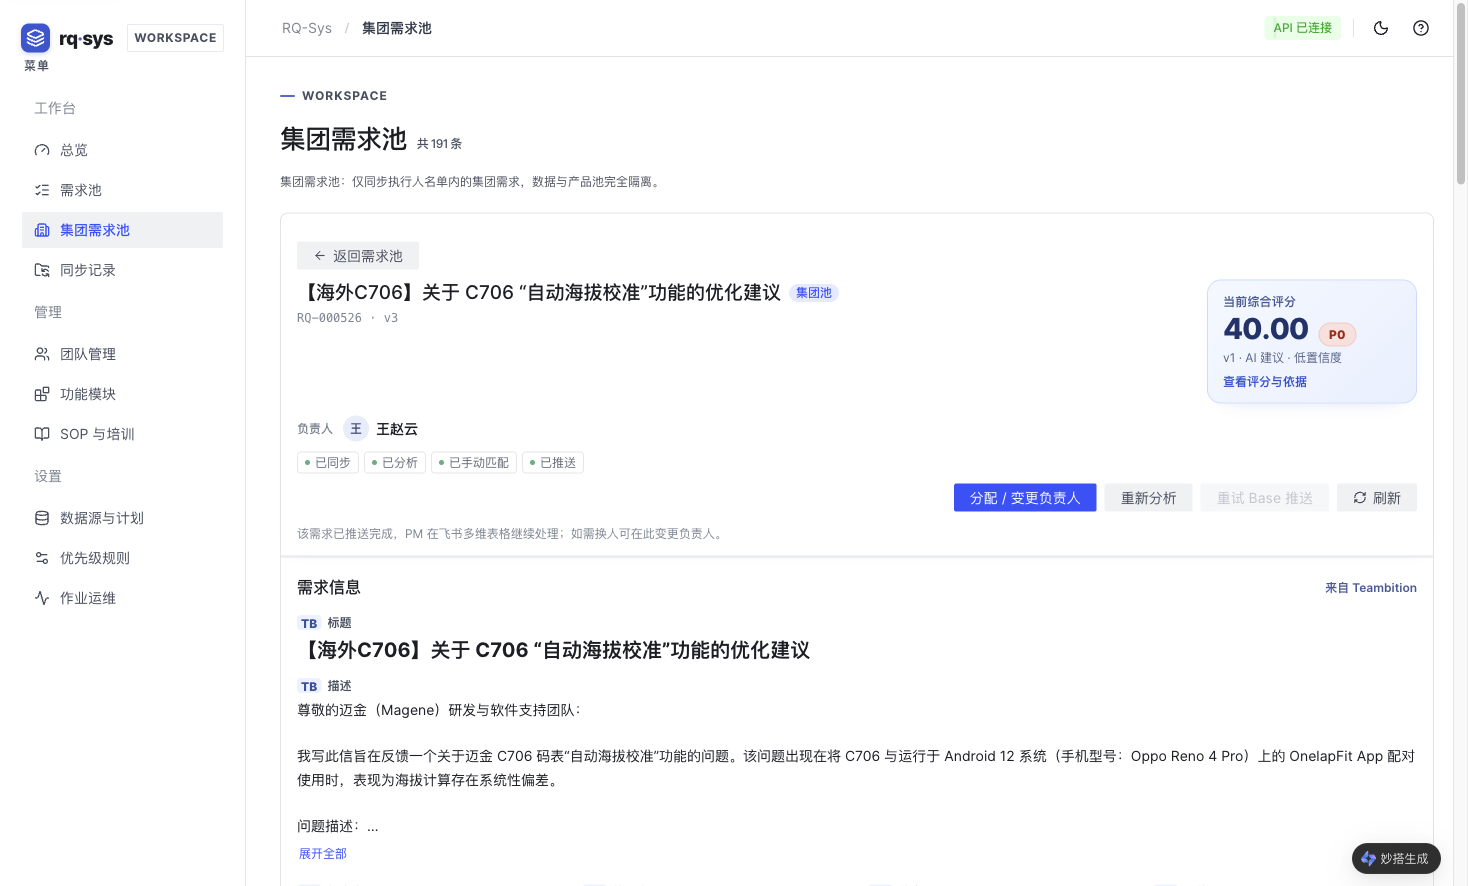 rq·sys WORKSPACE
菜单
工作台
总览
需求池
集团需求池
同步记录
管理
团队管理
功能模块
SOP 与培训
设置
数据源与计划
优先级规则
作业运维
RQ-Sys / 集团需求池
API 已连接
WORKSPACE
集团需求池 共 191 条
集团需求池：仅同步执行人名单内的集团需求，数据与产品池完全隔离。
← 返回需求池
【海外C706】关于 C706 “自动海拔校准”功能的优化建议 集团池
RQ-000526 · v3
当前综合评分
40.00 P0
v1 · AI 建议 · 低置信度
查看评分与依据
负责人 王 王赵云
已同步 已分析 已手动匹配 已推送
分配 / 变更负责人 重新分析 重试 Base 推送 刷新
该需求已推送完成，PM 在飞书多维表格继续处理；如需换人可在此变更负责人。
需求信息 来自 Teambition
TB 标题
【海外C706】关于 C706 “自动海拔校准”功能的优化建议
TB 描述
尊敬的迈金（Magene）研发与软件支持团队：
我写此信旨在反馈一个关于迈金 C706 码表“自动海拔校准”功能的问题。该问题出现在将 C706 与运行于 Android 12 系统（手机型号：Oppo Reno 4 Pro）上的 OnelapFit App 配对
使用时，表现为海拔计算存在系统性偏差。
问题描述：...
展开全部
妙搭生成